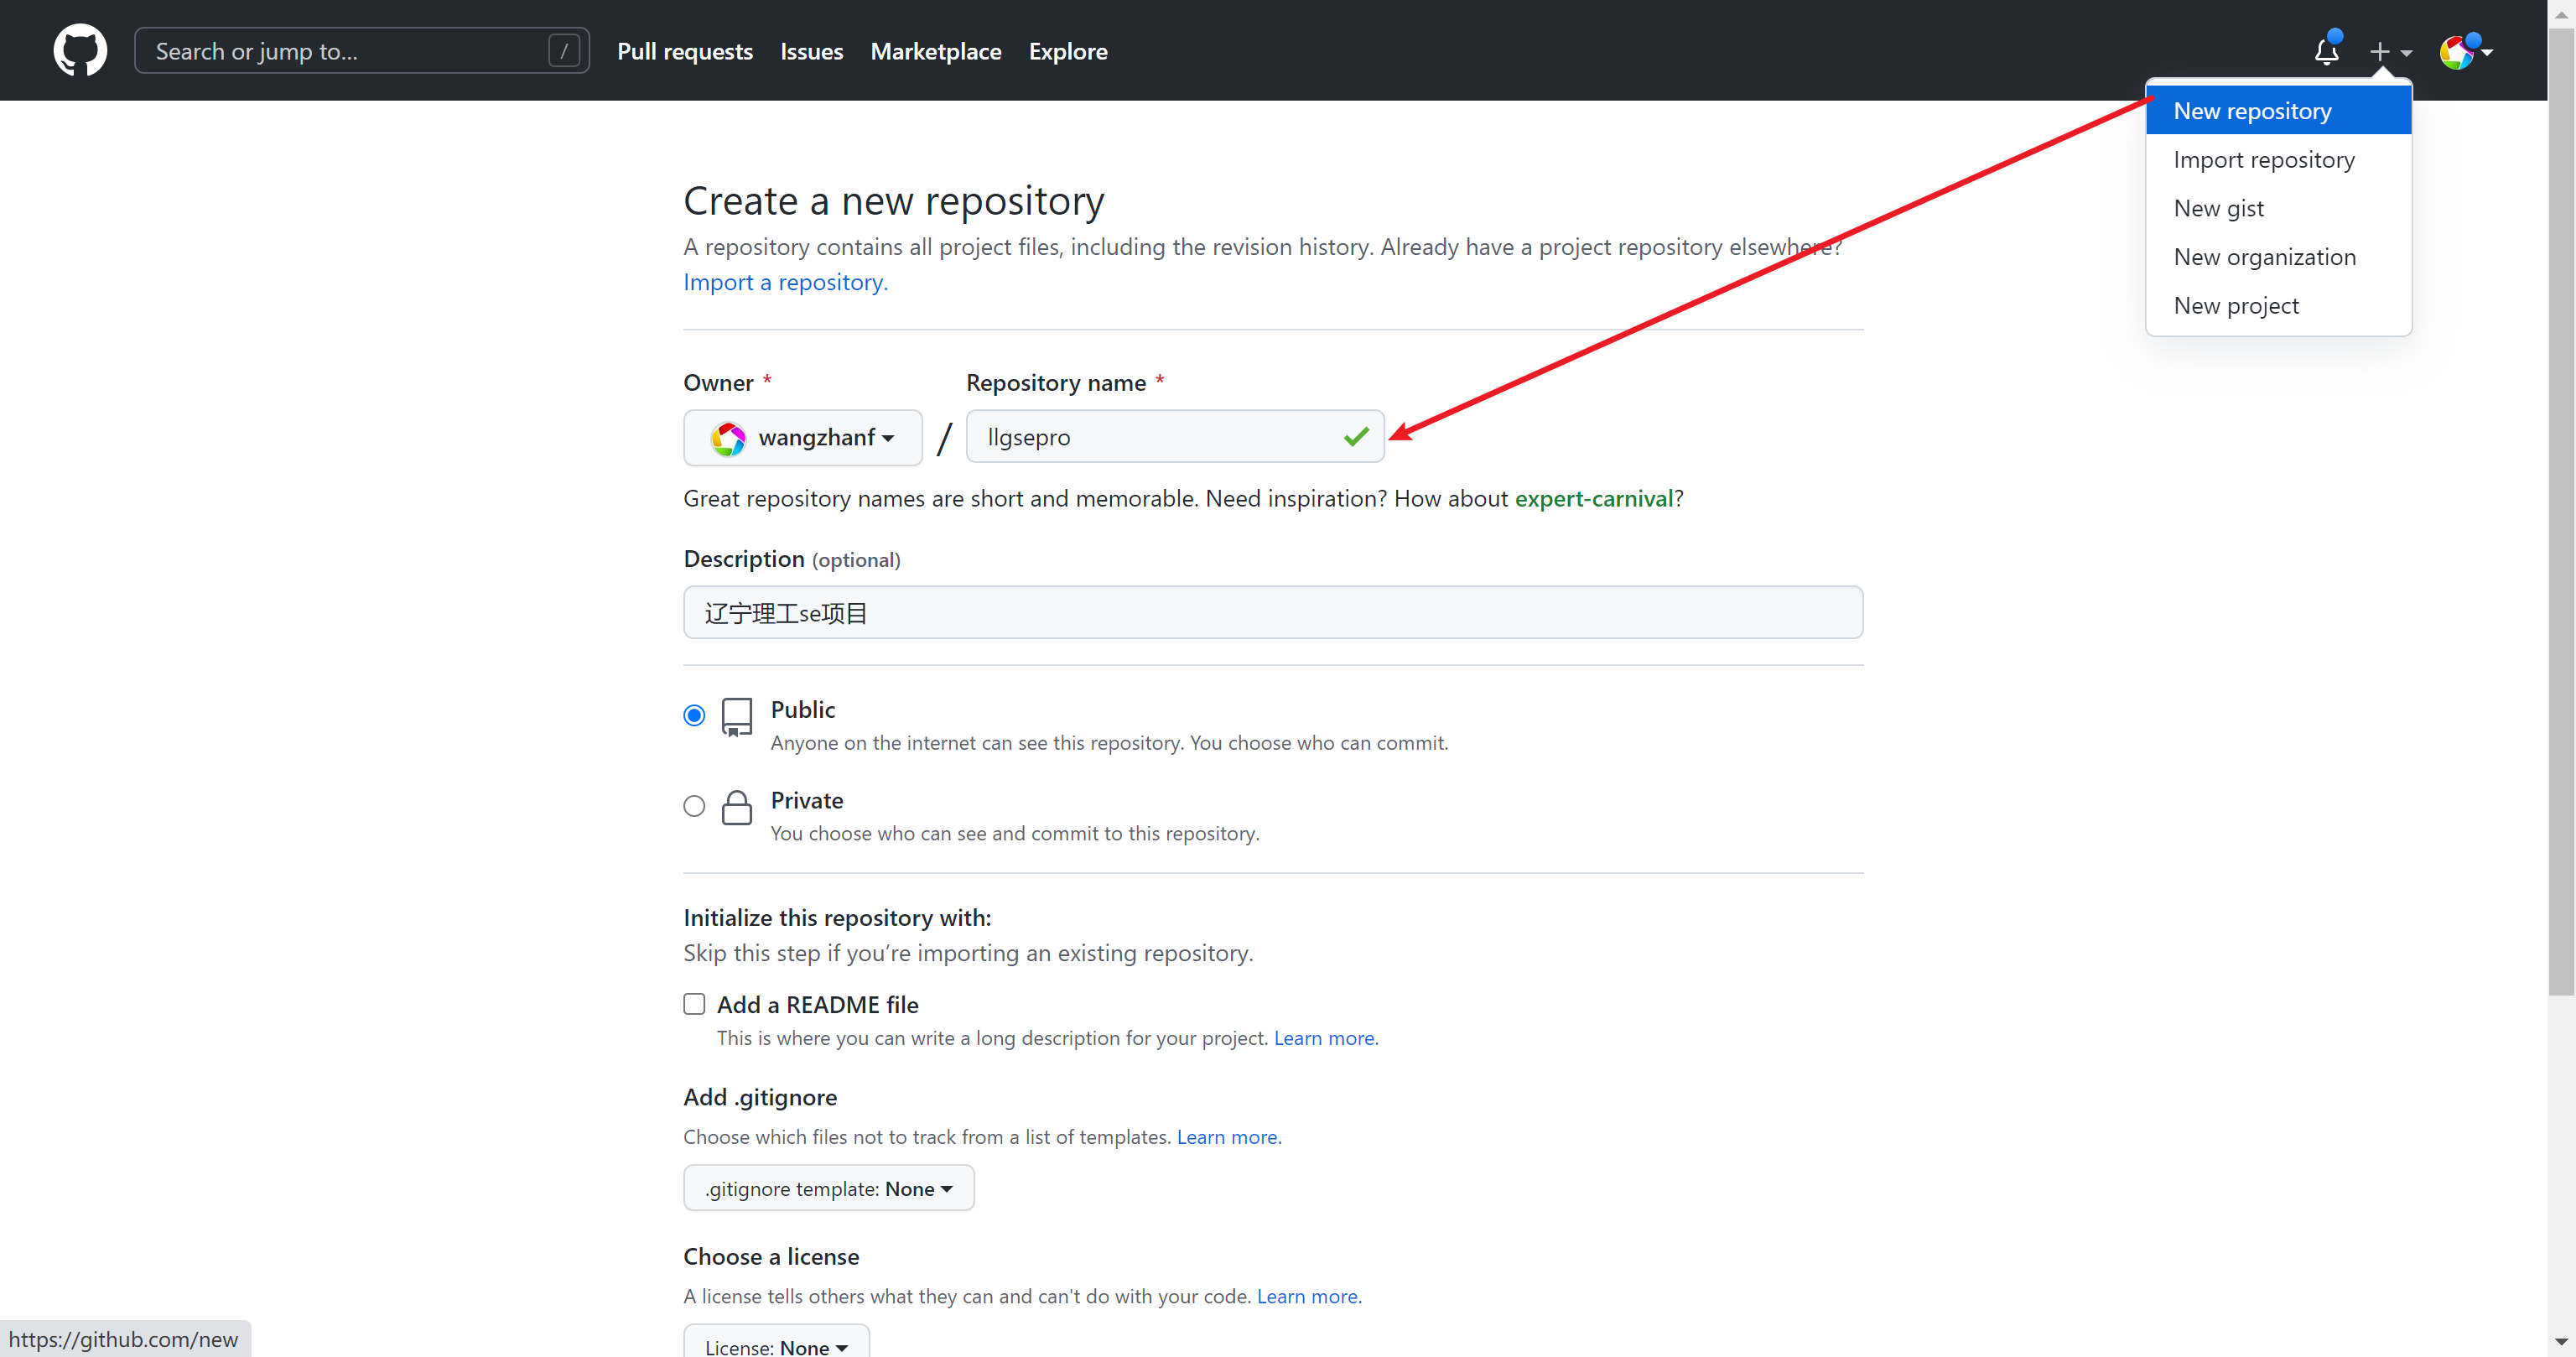 Search or jump to...
/
Pull requests
Issues
Marketplace
Explore
New repository
Import repository
New gist
New organization
New project
Create a new repository
A repository contains all project files, including the revision history. Already have a project repository elsewhere?
Import a repository.
Owner *
Repository name *
wangzhanf
/
llgsepro
Great repository names are short and memorable. Need inspiration? How about expert-carnival?
Description (optional)
辽宁理工se项目
Public
Anyone on the internet can see this repository. You choose who can commit.
Private
You choose who can see and commit to this repository.
Initialize this repository with:
Skip this step if you’re importing an existing repository.
Add a README file
This is where you can write a long description for your project. Learn more.
Add .gitignore
Choose which files not to track from a list of templates. Learn more.
.gitignore template: None
Choose a license
A license tells others what they can and can't do with your code. Learn more.
License: None
https://github.com/new